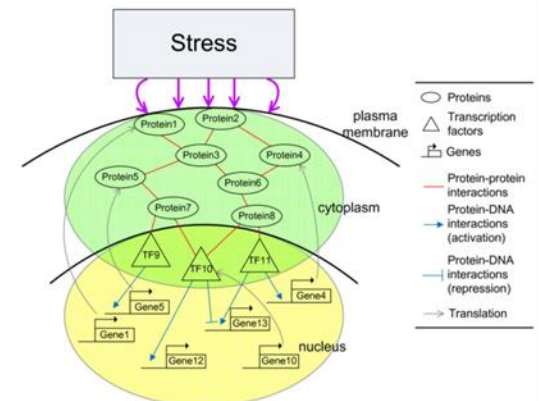 Stress
plasma
membrane
Protein1
Protein2
Protein3
Protein4
Protein5
Protein6
Protein7
Protein8
cytoplasm
TF9
TF10
TF11
Gene5
Gene4
Gene1
Gene13
Gene12
Gene10
nucleus
Proteins
Transcription
factors
Genes
Protein-protein
interactions
Protein-DNA
interactions
(activation)
Protein-DNA
interactions
(repression)
Translation